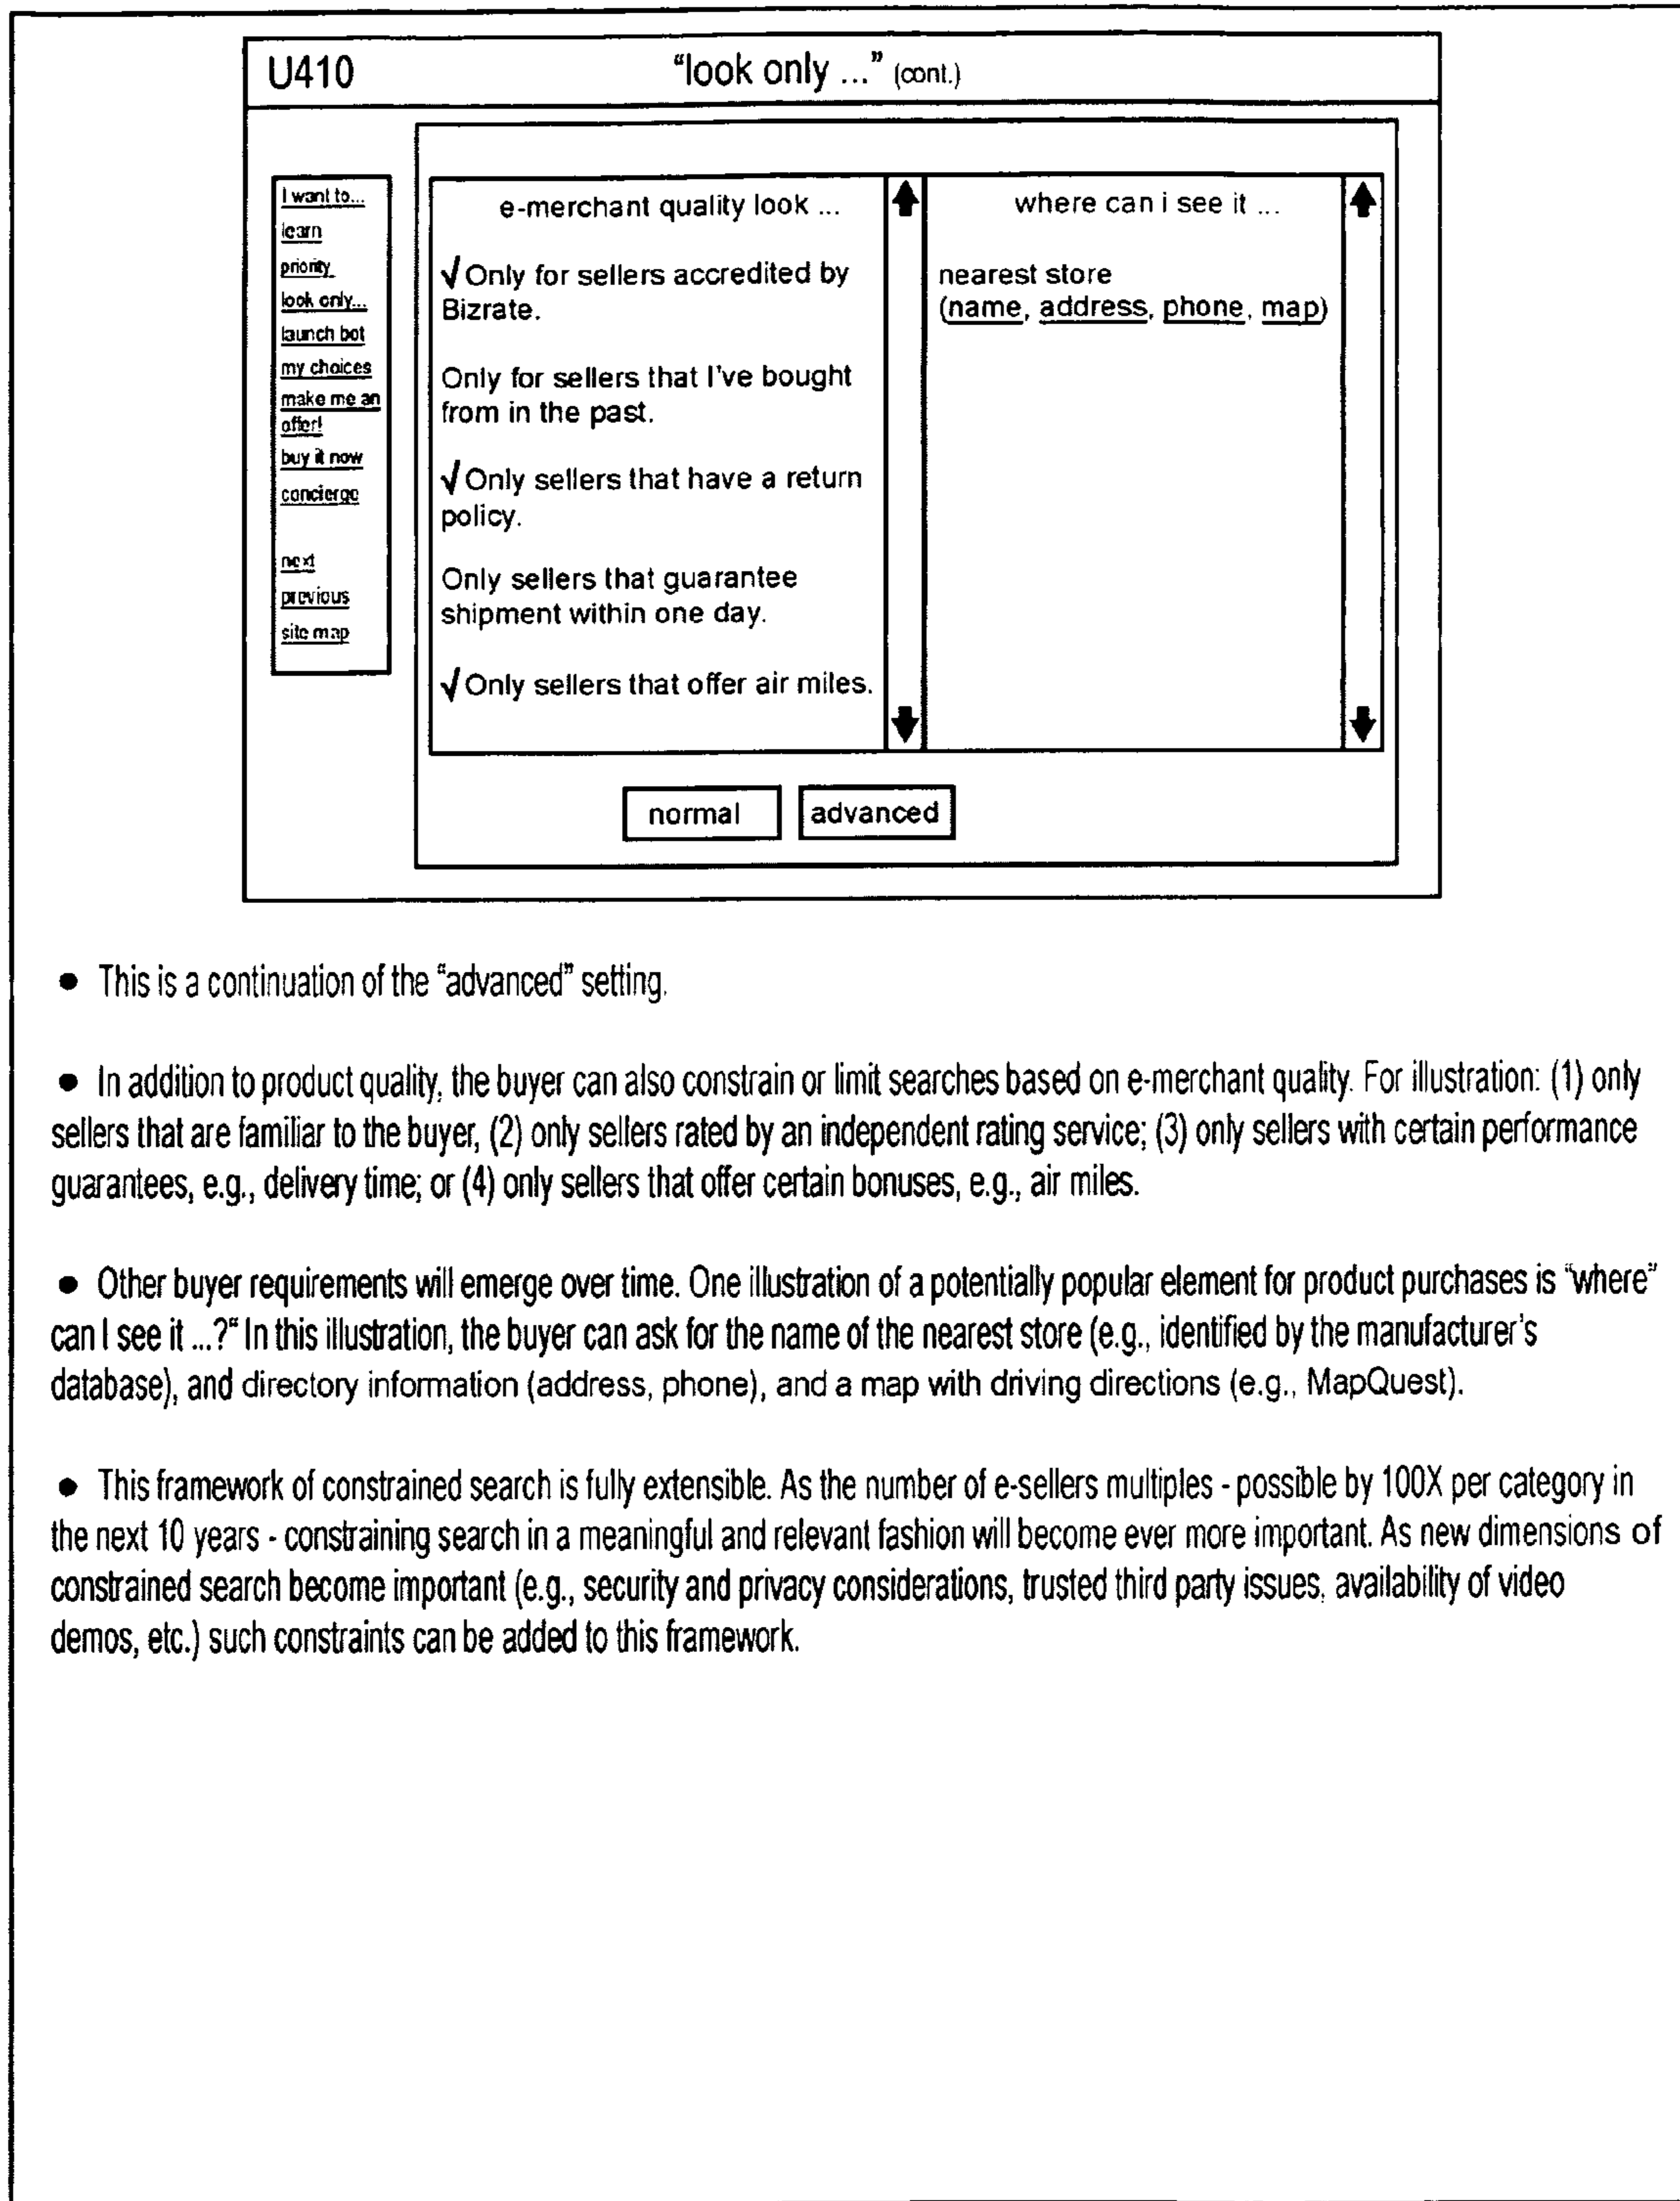 U410
“look only ...” (cont.)
I want to...
learn
priority
look only...
launch bot
my choices
make me an
offer!
buy it now
concierge
next
previous
site map
e-merchant quality look ...
√Only for sellers accredited by
Bizrate.
Only for sellers that I've bought
from in the past.
√Only sellers that have a return
policy.
Only sellers that guarantee
shipment within one day.
√Only sellers that offer air miles.
where can i see it ...
nearest store
(name, address, phone, map)
normal
advanced
● This is a continuation of the “advanced” setting.
● In addition to product quality, the buyer can also constrain or limit searches based on e-merchant quality. For illustration: (1) only
sellers that are familiar to the buyer, (2) only sellers rated by an independent rating service; (3) only sellers with certain performance
guarantees, e.g., delivery time; or (4) only sellers that offer certain bonuses, e.g., air miles.
● Other buyer requirements will emerge over time. One illustration of a potentially popular element for product purchases is “where”
can I see it ...?“ In this illustration, the buyer can ask for the name of the nearest store (e.g., identified by the manufacturer's
database), and directory information (address, phone), and a map with driving directions (e.g., MapQuest).
● This framework of constrained search is fully extensible. As the number of e-sellers multiples - possible by 100X per category in
the next 10 years - constraining search in a meaningful and relevant fashion will become ever more important. As new dimensions of
constrained search become important (e.g., security and privacy considerations, trusted third party issues, availability of video
demos, etc.) such constraints can be added to this framework.